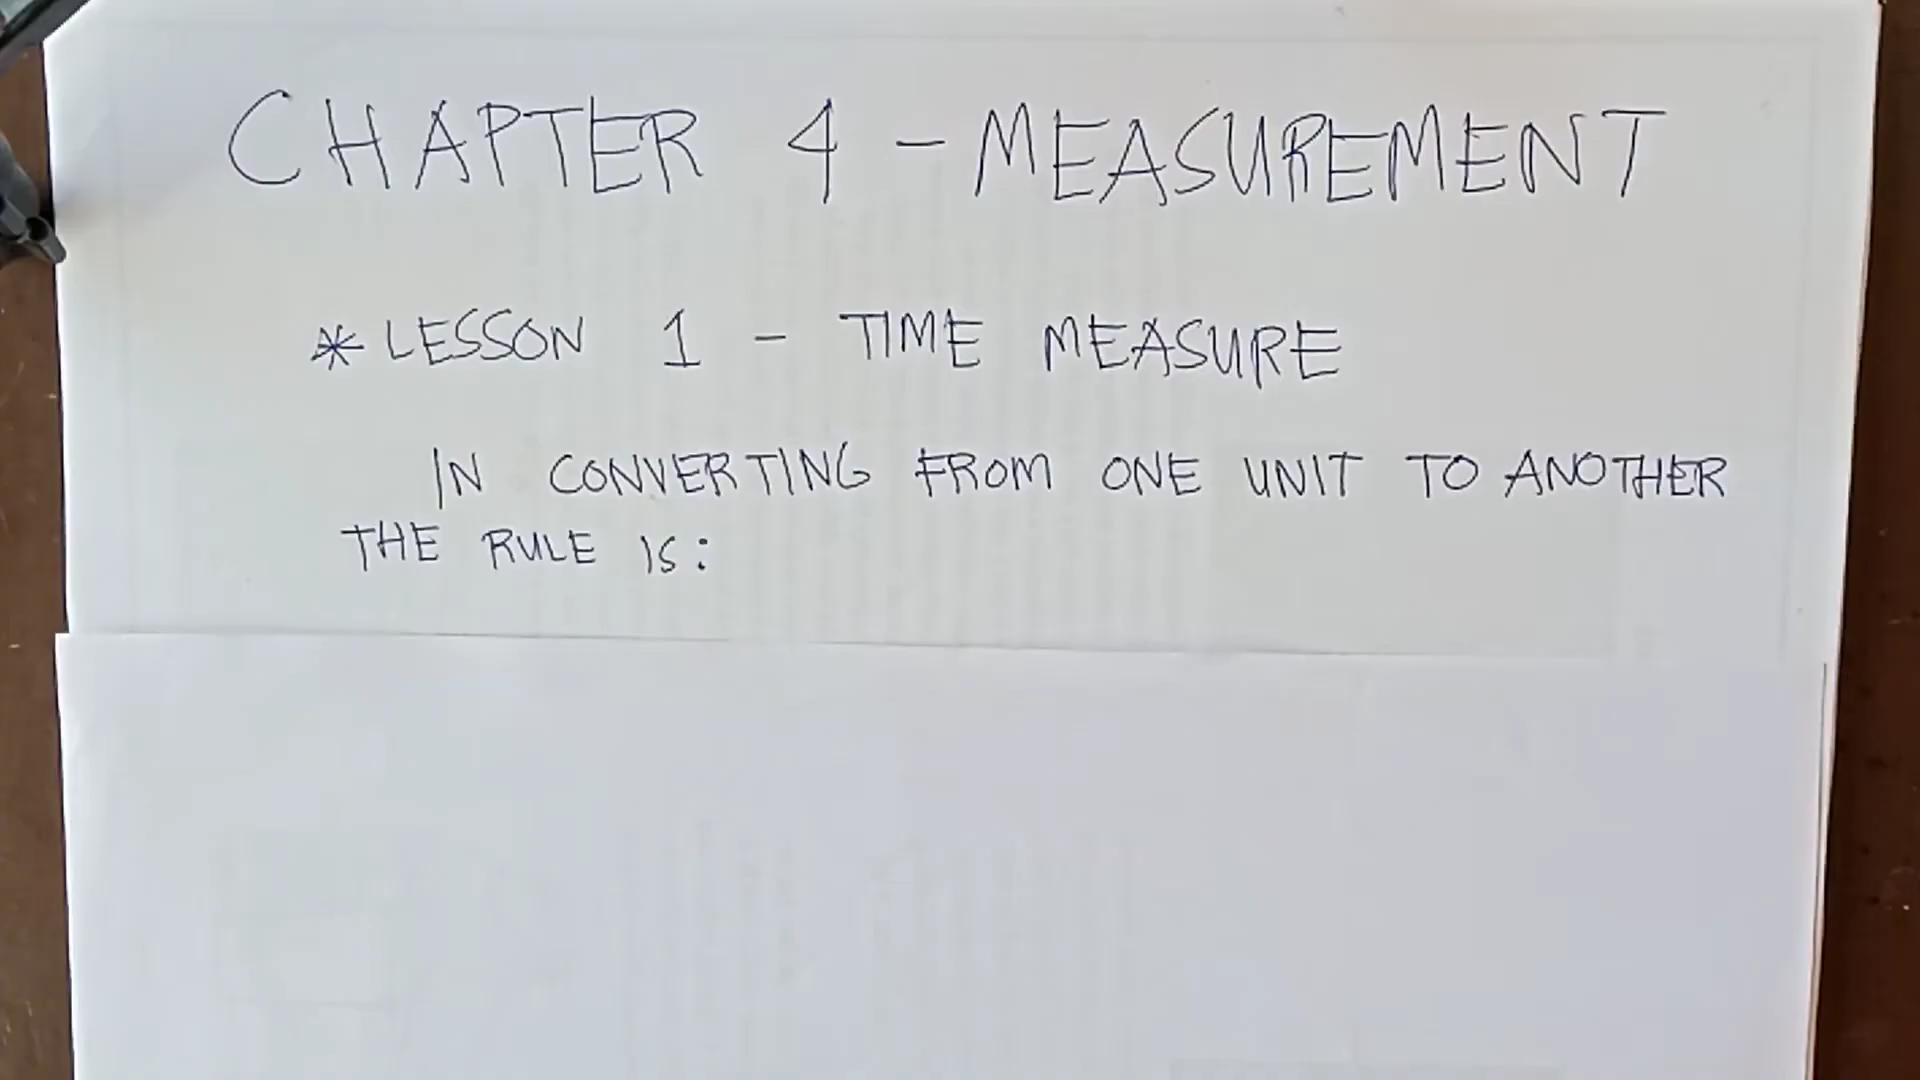 CHAPTER 4 - MEASUREMENT
* LESSON 1 - TIME MEASURE
IN CONVERTING FROM ONE UNIT TO ANOTHER
THE RULE IS: